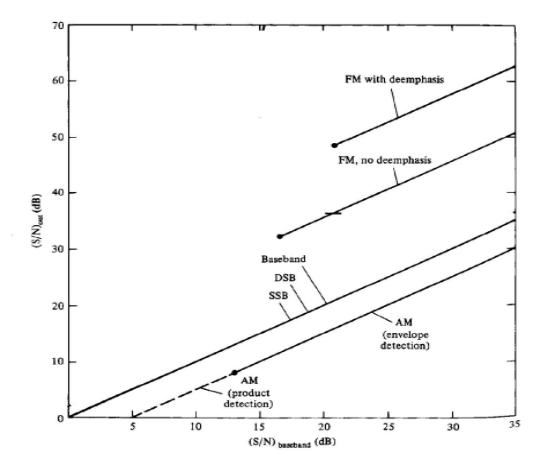 70
60
50
40
30
20
10
0
(S/N)out (dB)
FM with deemphasis
FM, no deemphasis
Baseband
DSB
SSB
AM
(envelope
detection)
AM
(product
detection)
0
5
10
15
20
25
30
35
(S/N) baseband (dB)